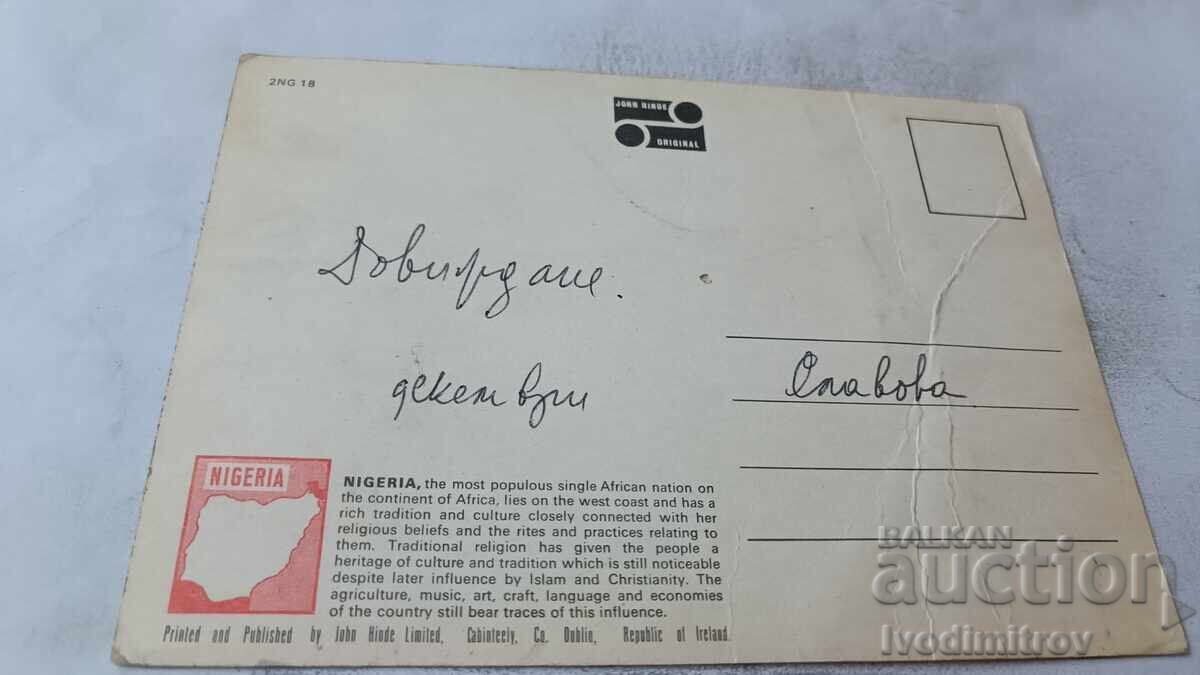 2NG 1B
JOHN HINDE
ORIGINAL
Довиждане.
декември
Славова
NIGERIA
NIGERIA, the most populous single African nation on
the continent of Africa, lies on the west coast and has a
rich tradition and culture closely connected with her
religious beliefs and the rites and practices relating to
them. Traditional religion has given the people a
heritage of culture and tradition which is still noticeable
despite later influence by Islam and Christianity. The
agriculture, music, art, craft, language and economies
of the country still bear traces of this influence.
Printed and Published by John Hinde Limited, Cabinteely, Co. Dublin, Republic of Ireland.
BALKAN
auction
Ivodimitrov